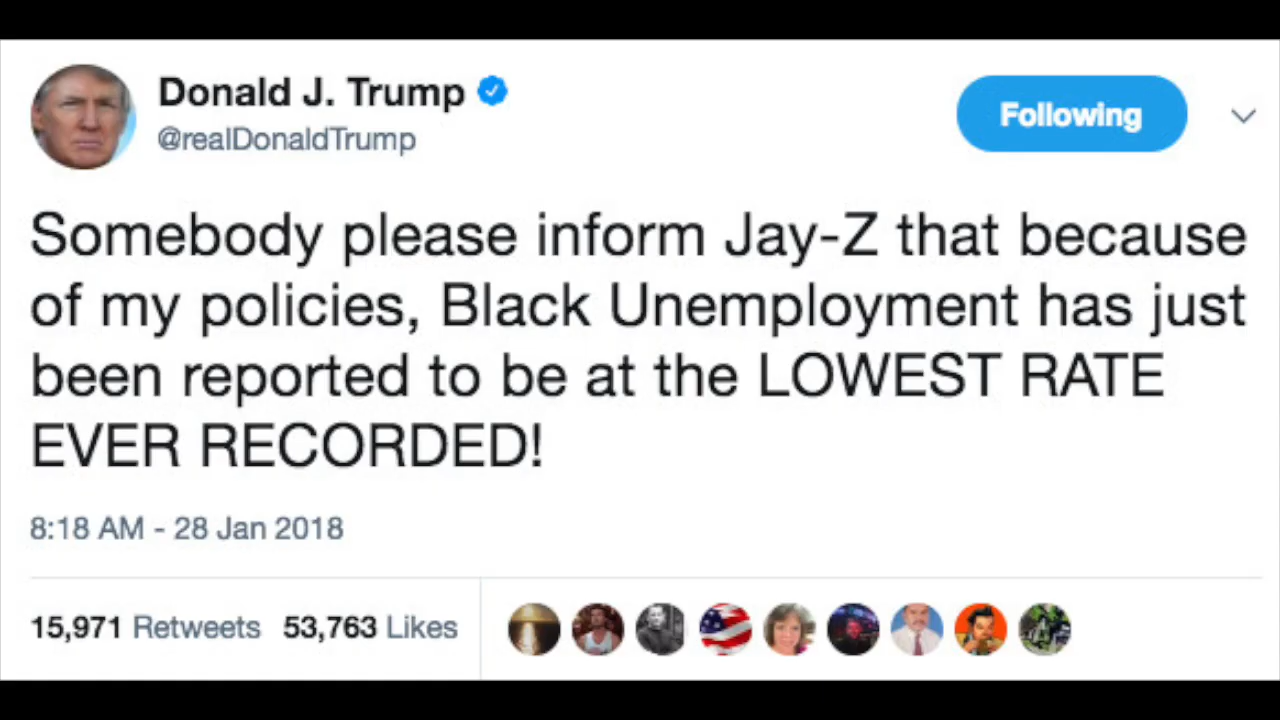 Donald J. Trump
@realDonaldTrump
Following
Somebody please inform Jay-Z that because
of my policies, Black Unemployment has just
been reported to be at the LOWEST RATE
EVER RECORDED!
8:18 AM - 28 Jan 2018
15,971 Retweets 53,763 Likes